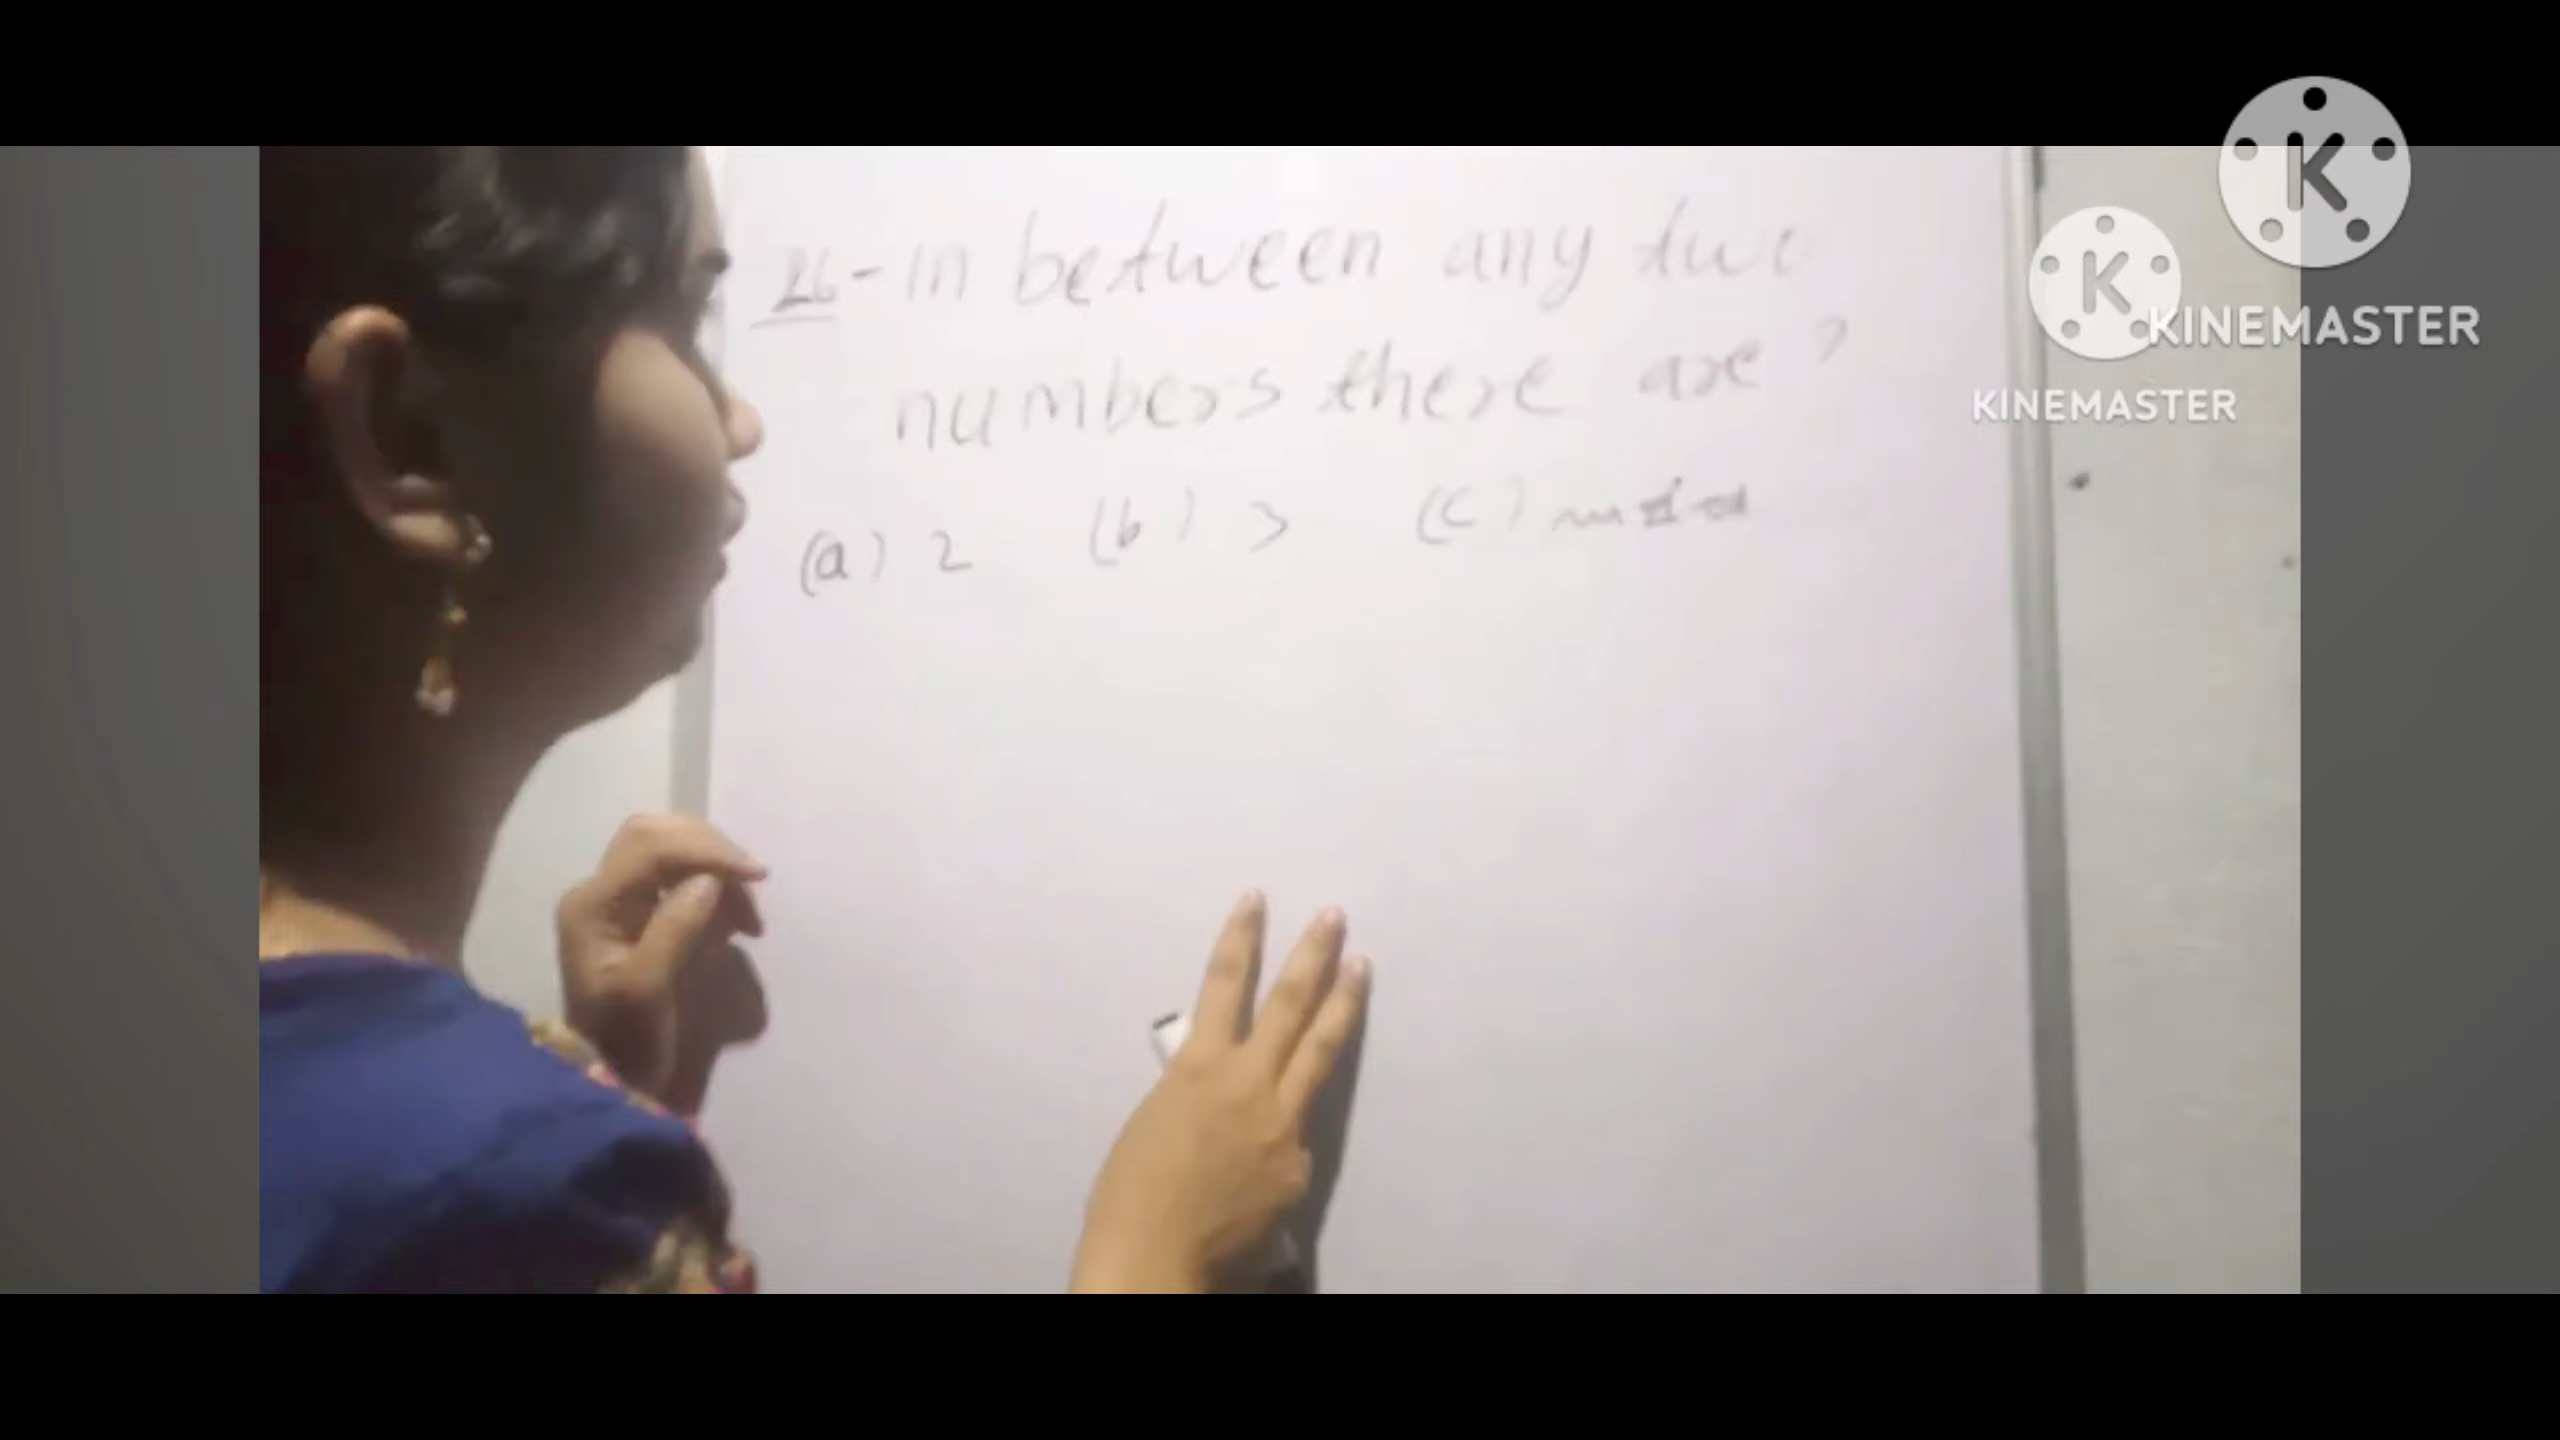 26-in between any two
numbers there are ?
(a) 2 (b) 3 (c)
KINEMASTER
KINEMASTER